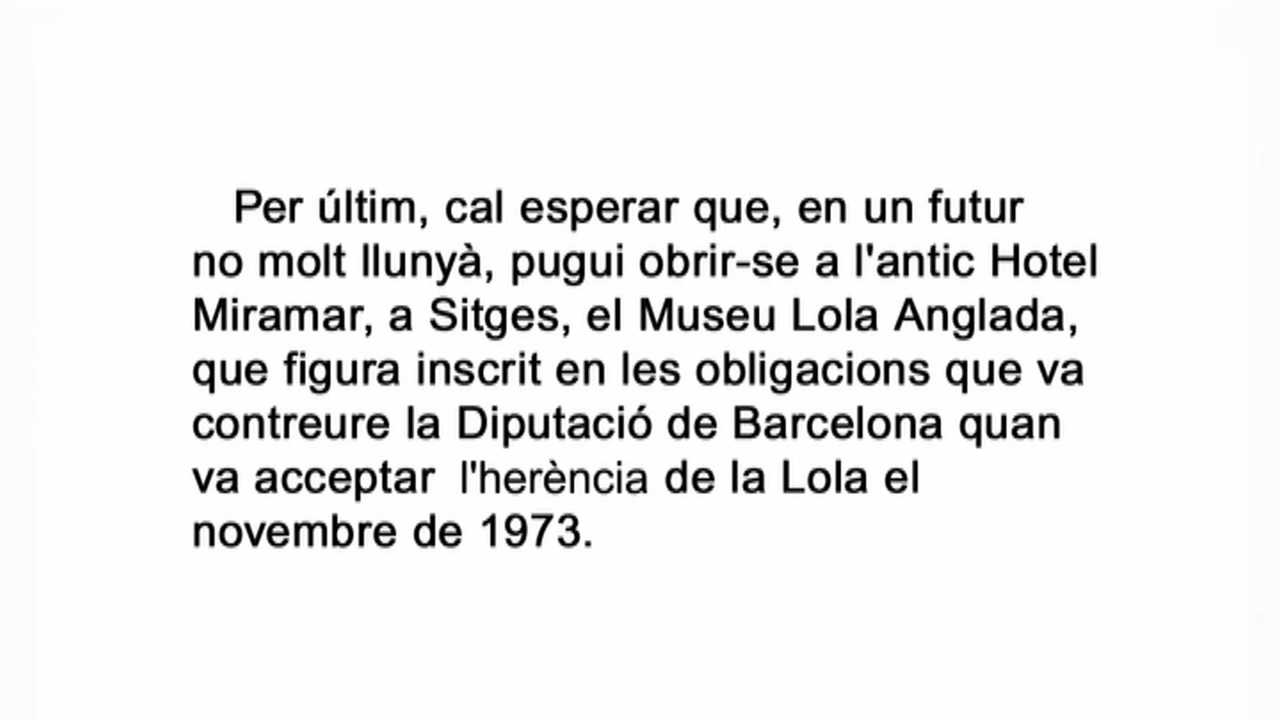 Per últim, cal esperar que, en un futur
no molt llunyà, pugui obrir-se a l'antic Hotel
Miramar, a Sitges, el Museu Lola Anglada,
que figura inscrit en les obligacions que va
contreure la Diputació de Barcelona quan
va acceptar l'herència de la Lola el
novembre de 1973.